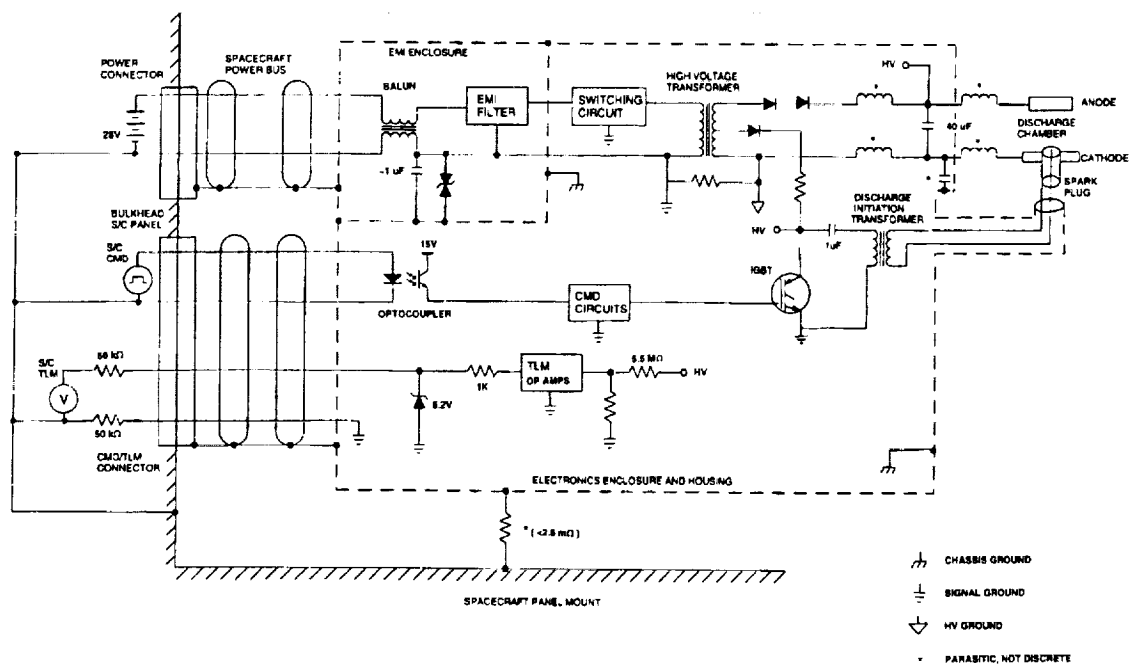 POWER
CONNECTOR
SPACECRAFT
POWER BUS
EMI ENCLOSURE
BALUN
EMI
FILTER
SWITCHING
CIRCUIT
HIGH VOLTAGE
TRANSFORMER
HV
*
*
ANODE
28V
~1 uF
40 uF
DISCHARGE
CHAMBER
*
*
CATHODE
*
SPARK
PLUG
BULKHEAD
S/C PANEL
DISCHARGE
INITIATION
TRANSFORMER
S/C
CMD
15V
HV
1uF
IGBT
OPTOCOUPLER
CMD
CIRCUITS
S/C
TLM
50 kΩ
V
1K
TLM
OP AMPS
5.5 MΩ
HV
6.2V
50 kΩ
CMD/TLM
CONNECTOR
ELECTRONICS ENCLOSURE AND HOUSING
* (<2.5 mΩ)
SPACECRAFT PANEL MOUNT
CHASSIS GROUND
SIGNAL GROUND
HV GROUND
* PARASITIC, NOT DISCRETE